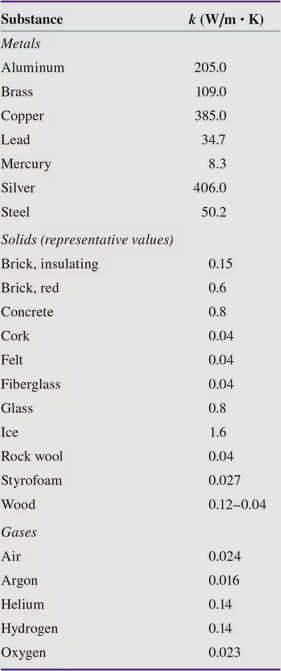 Substance k (W/m • K)
Metals
Aluminum 205.0
Brass 109.0
Copper 385.0
Lead 34.7
Mercury 8.3
Silver 406.0
Steel 50.2
Solids (representative values)
Brick, insulating 0.15
Brick, red 0.6
Concrete 0.8
Cork 0.04
Felt 0.04
Fiberglass 0.04
Glass 0.8
Ice 1.6
Rock wool 0.04
Styrofoam 0.027
Wood 0.12–0.04
Gases
Air 0.024
Argon 0.016
Helium 0.14
Hydrogen 0.14
Oxygen 0.023